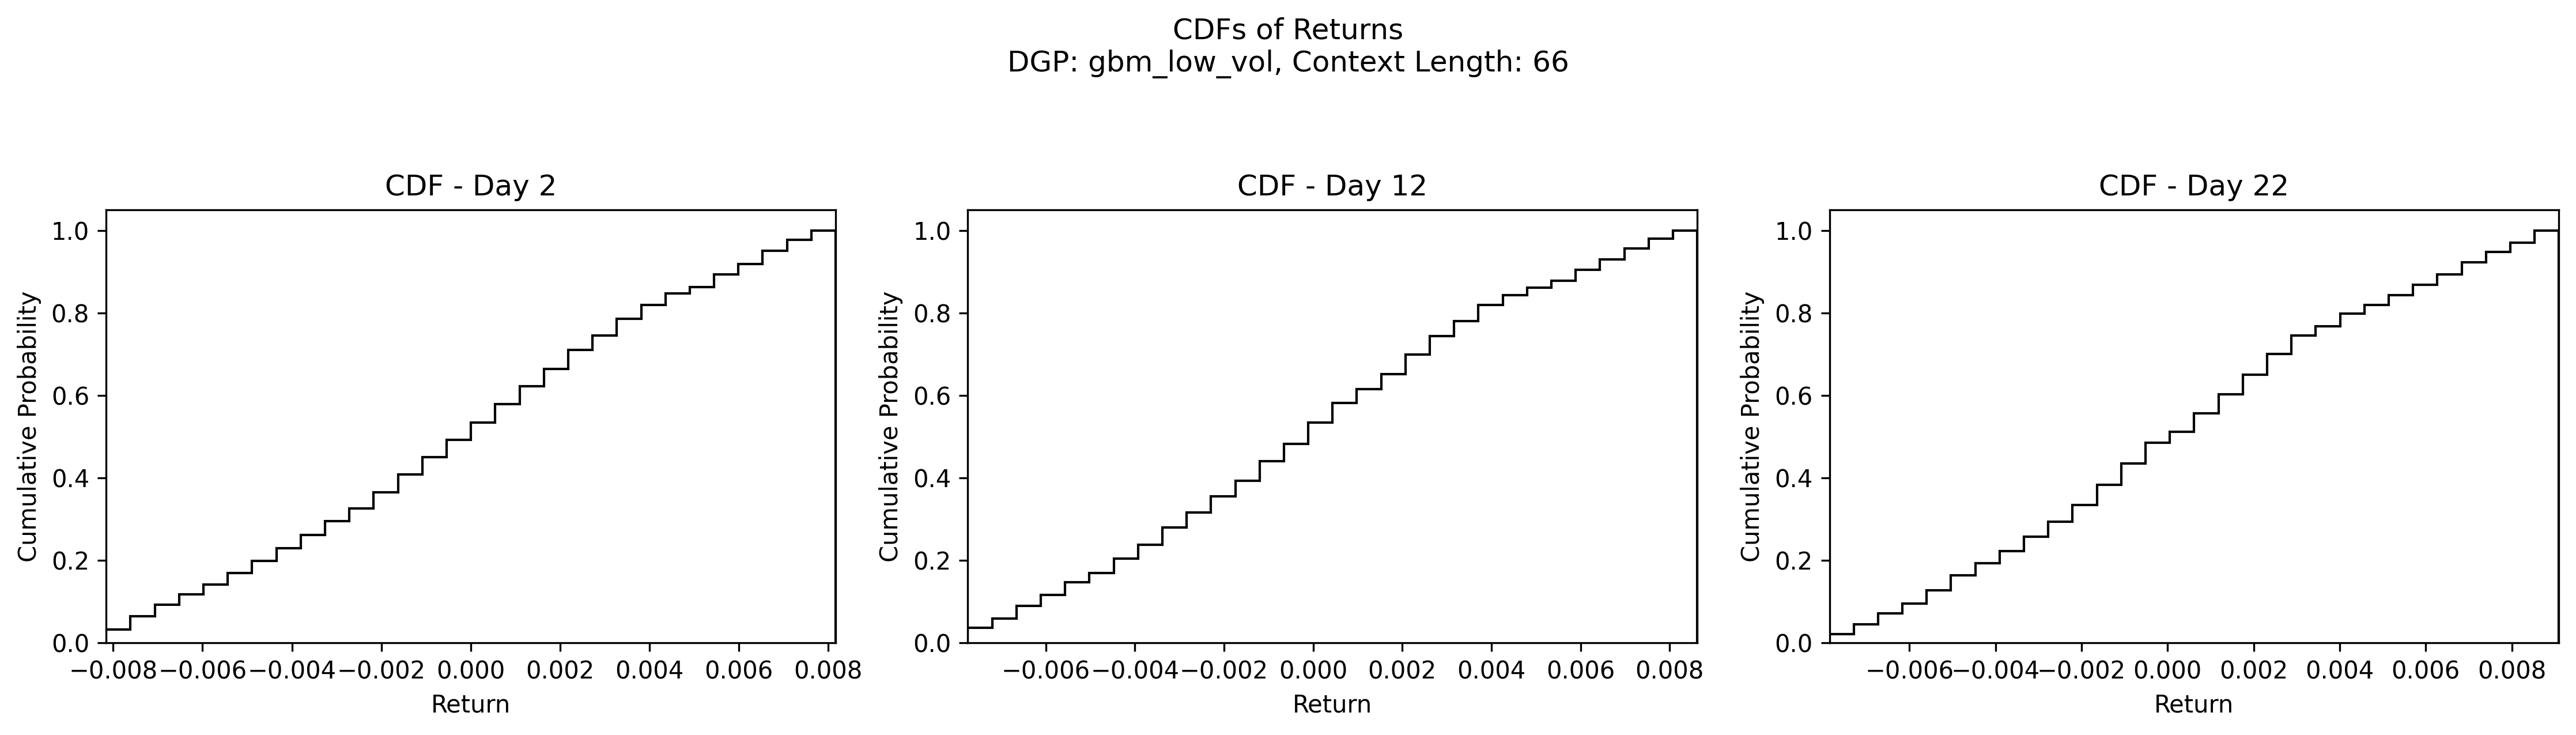 CDFs of Returns
DGP: gbm_low_vol, Context Length: 66
CDF - Day 2
Cumulative Probability
1.0
0.8
0.6
0.4
0.2
0.0
−0.008 −0.006 −0.004 −0.002 0.000 0.002 0.004 0.006 0.008
Return
CDF - Day 12
Cumulative Probability
1.0
0.8
0.6
0.4
0.2
0.0
−0.006 −0.004 −0.002 0.000 0.002 0.004 0.006 0.008
Return
CDF - Day 22
Cumulative Probability
1.0
0.8
0.6
0.4
0.2
0.0
−0.006 −0.004 −0.002 0.000 0.002 0.004 0.006 0.008
Return